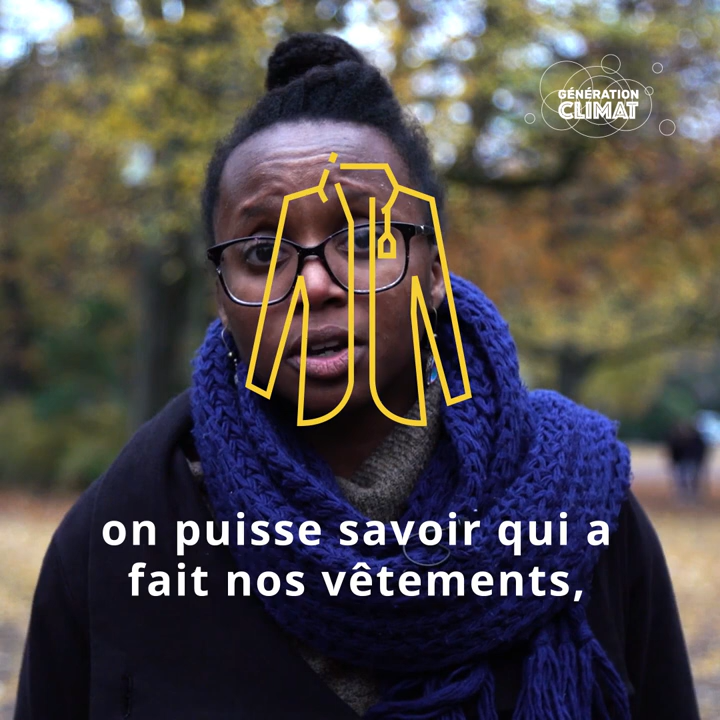 GÉNÉRATION
CLIMAT
on puisse savoir qui a
fait nos vêtements,